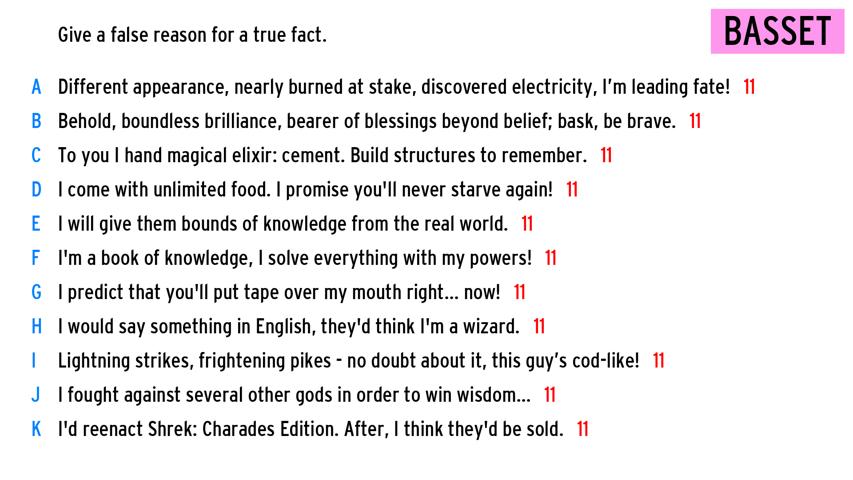 Give a false reason for a true fact.
BASSET
A Different appearance, nearly burned at stake, discovered electricity, I'm leading fate! 11
B Behold, boundless brilliance, bearer of blessings beyond belief; bask, be brave. 11
C To you I hand magical elixir: cement. Build structures to remember. 11
D I come with unlimited food. I promise you'll never starve again! 11
E I will give them bounds of knowledge from the real world. 11
F I'm a book of knowledge, I solve everything with my powers! 11
G I predict that you'll put tape over my mouth right... now! 11
H I would say something in English, they'd think I'm a wizard. 11
I Lightning strikes, frightening pikes - no doubt about it, this guy's cod-like! 11
J I fought against several other gods in order to win wisdom... 11
K I'd reenact Shrek: Charades Edition. After, I think they'd be sold. 11